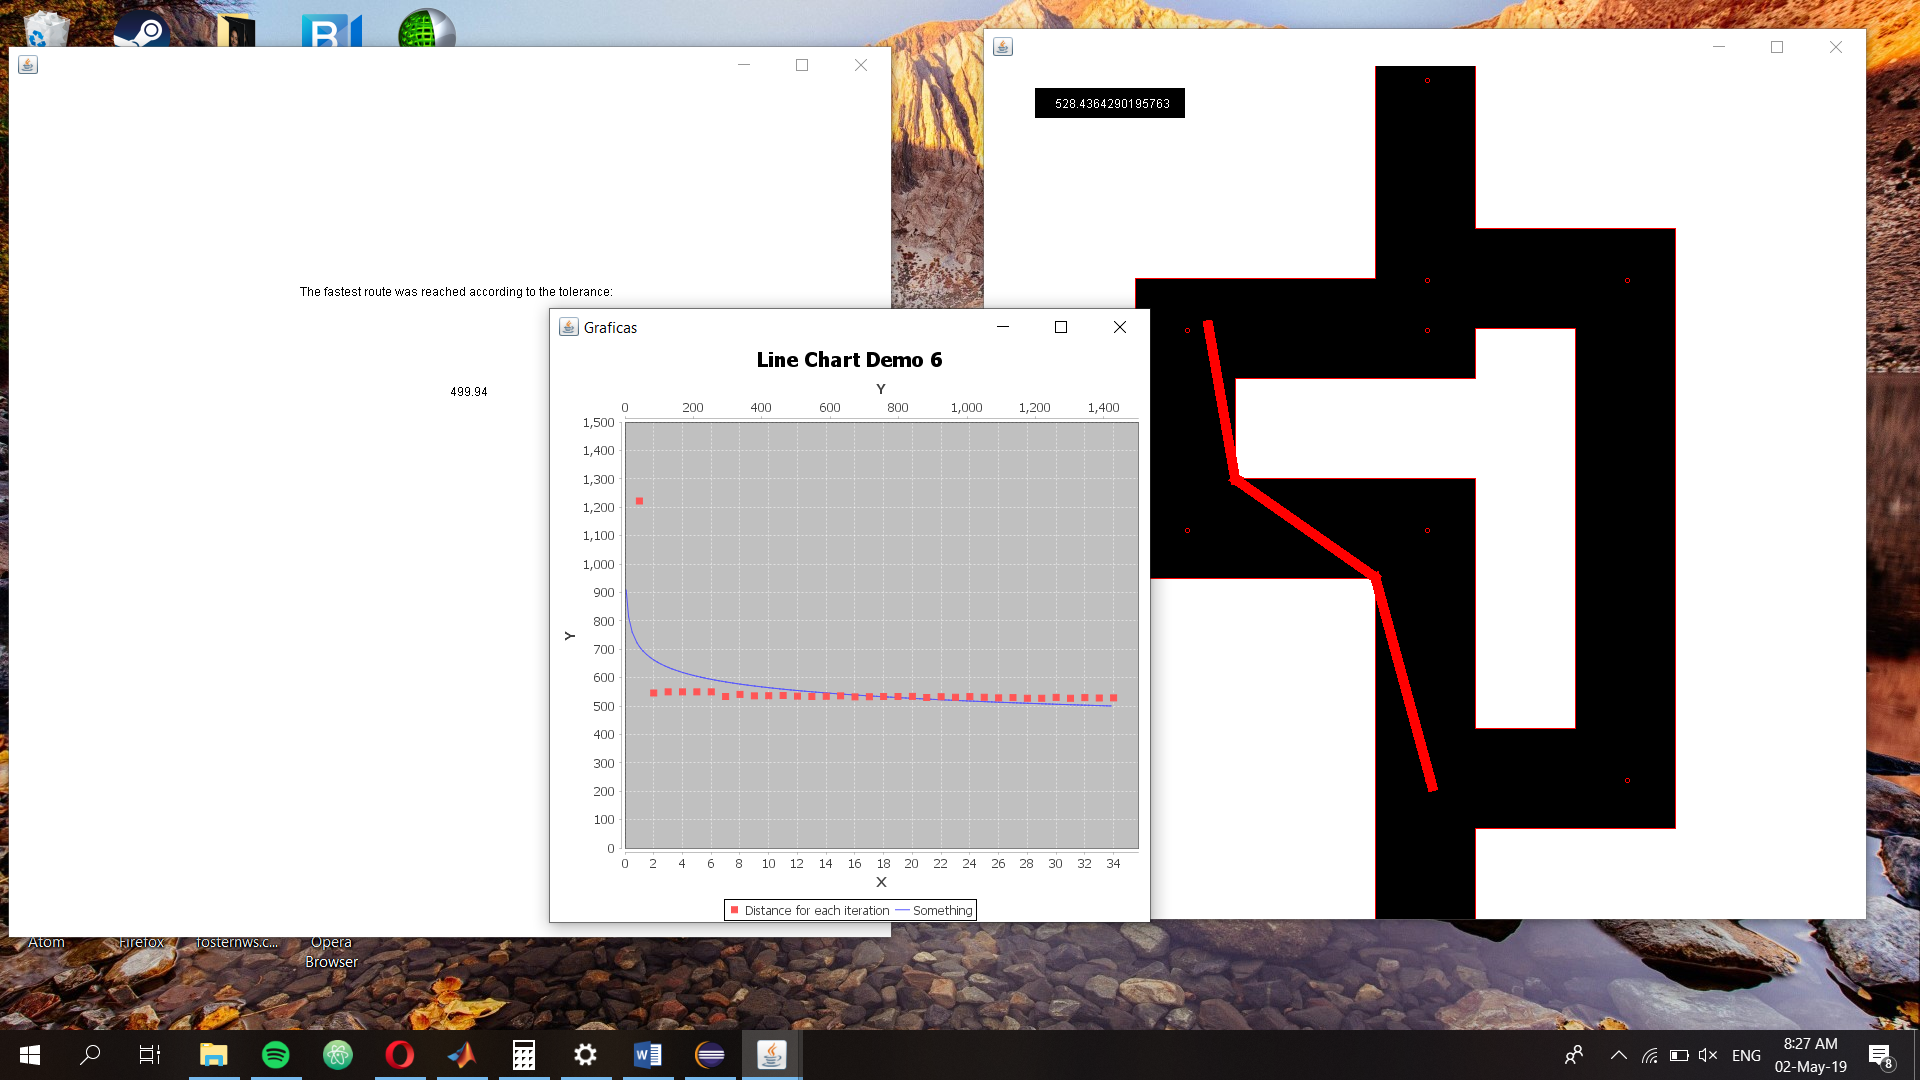 The fastest route was reached according to the tolerance:
499.94
528.4364290195763
Graficas
Line Chart Demo 6
Y
0 200 400 600 800 1,000 1,200 1,400
1,500
1,400
1,300
1,200
1,100
1,000
900
800
700
600
500
400
300
200
100
0
Y
0 2 4 6 8 10 12 14 16 18 20 22 24 26 28 30 32 34
X
Distance for each iteration Something
Atom Firefox fosternws.c... Opera
Browser
ENG
8:27 AM
02-May-19
8